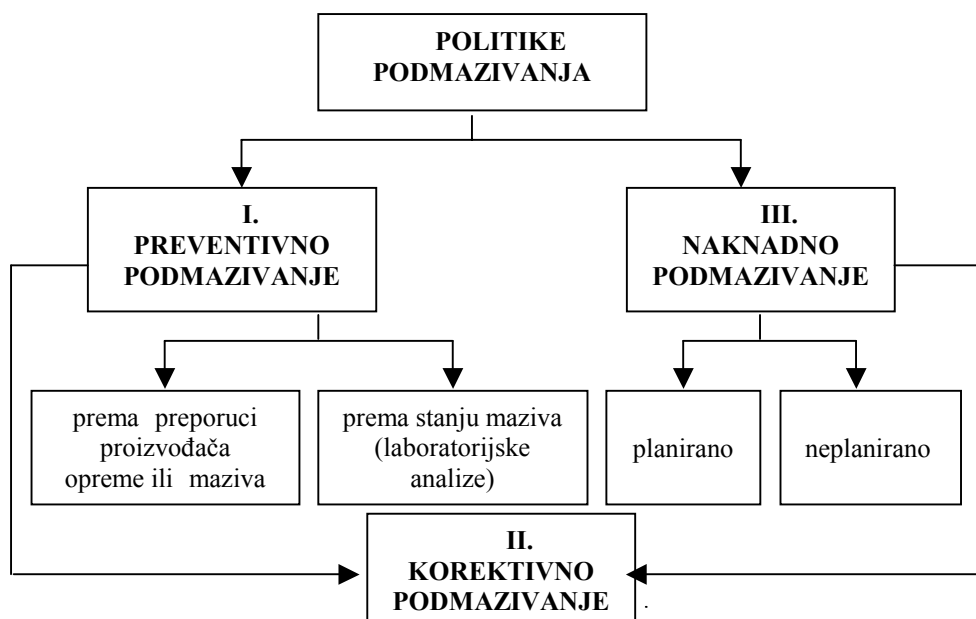 POLITIKE
PODMAZIVANJA
I.
PREVENTIVNO
PODMAZIVANJE
III.
NAKNADNO
PODMAZIVANJE
prema preporuci
proizvođača
opreme ili maziva
prema stanju maziva
(laboratorijske
analize)
planirano
neplanirano
II.
KOREKTIVNO
PODMAZIVANJE
.